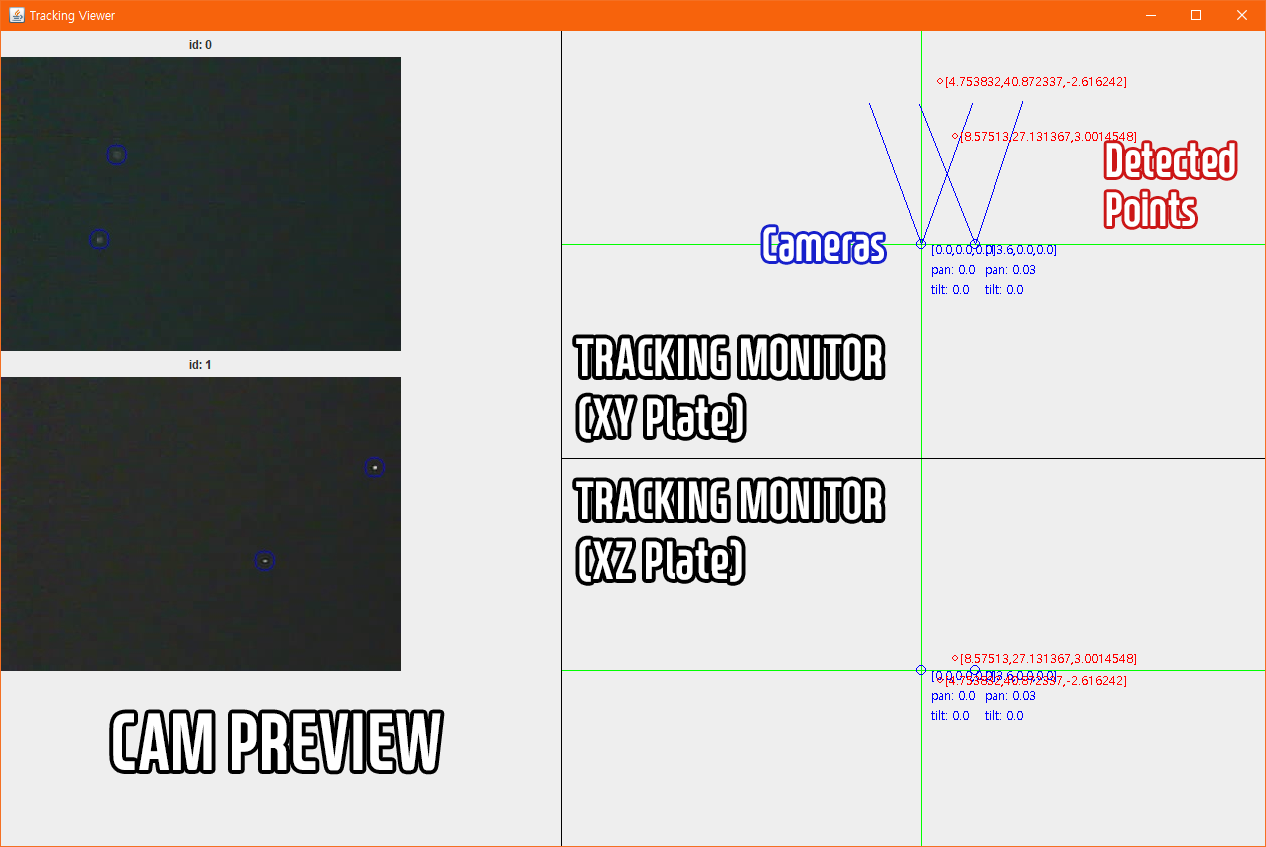 Tracking Viewer
id: 0
id: 1
CAM PREVIEW
[4.753832,40.872337,-2.616242]
[8.57513,27.131367,3.0014548]
Detected
Points
Cameras
[0.0,0.0,0.0] [13.6,0.0,0.0]
pan: 0.0 pan: 0.03
tilt: 0.0 tilt: 0.0
TRACKING MONITOR
(XY Plate)
TRACKING MONITOR
(XZ Plate)
[8.57513,27.131367,3.0014548]
[0.0,0.0,0.0] [13.6,0.0,0.0]
[4.753832,40.872337,-2.616242]
pan: 0.0 pan: 0.03
tilt: 0.0 tilt: 0.0